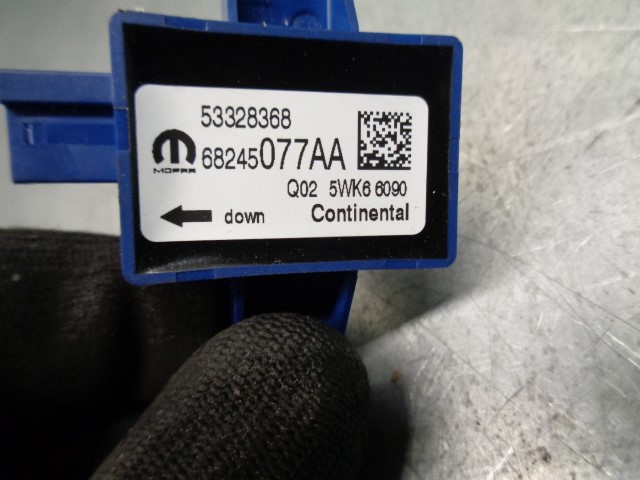 53328368
MOPAR
68245077AA
Q02 5WK6 6090
down Continental